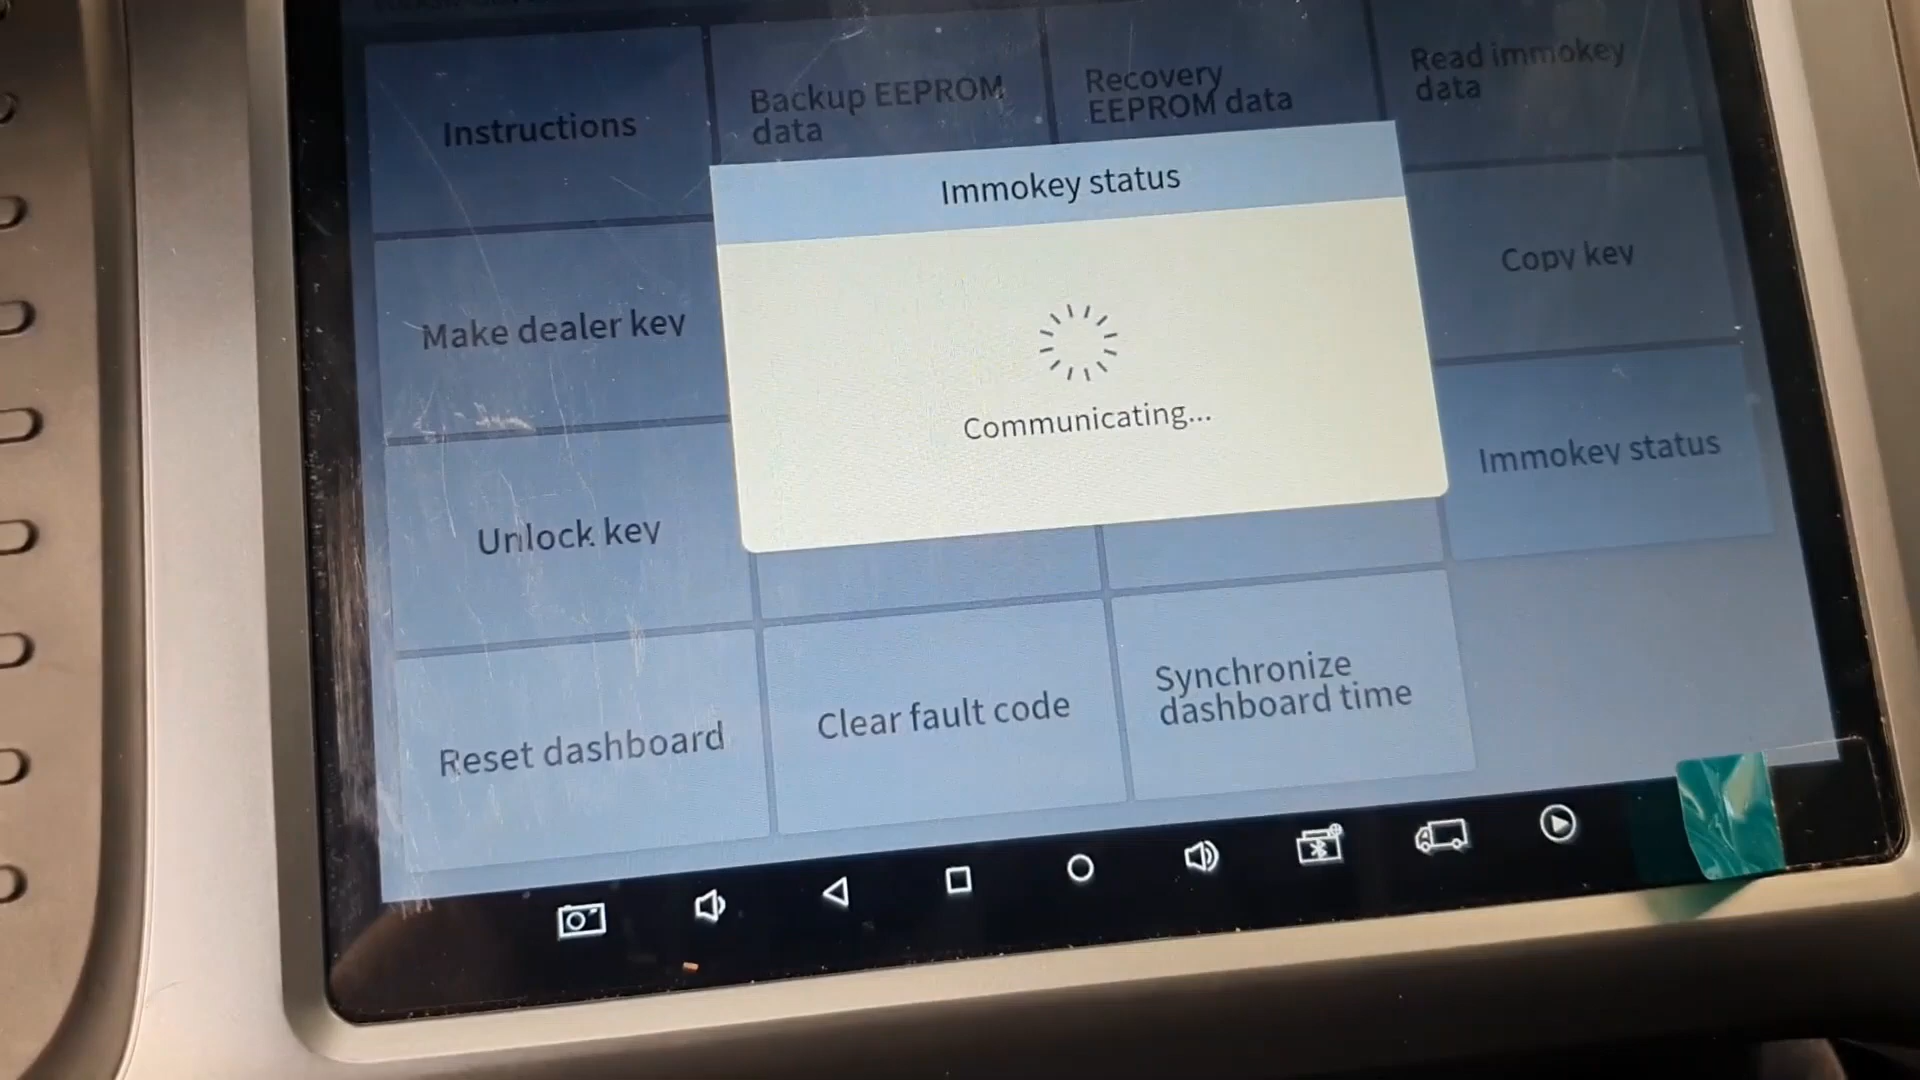 Instructions
Backup EEPROM
data
Recovery
EEPROM data
Read immokey
data
Immokey status
Communicating...
Make dealer key
Copy key
Unlock key
Immokey status
Reset dashboard
Clear fault code
Synchronize
dashboard time